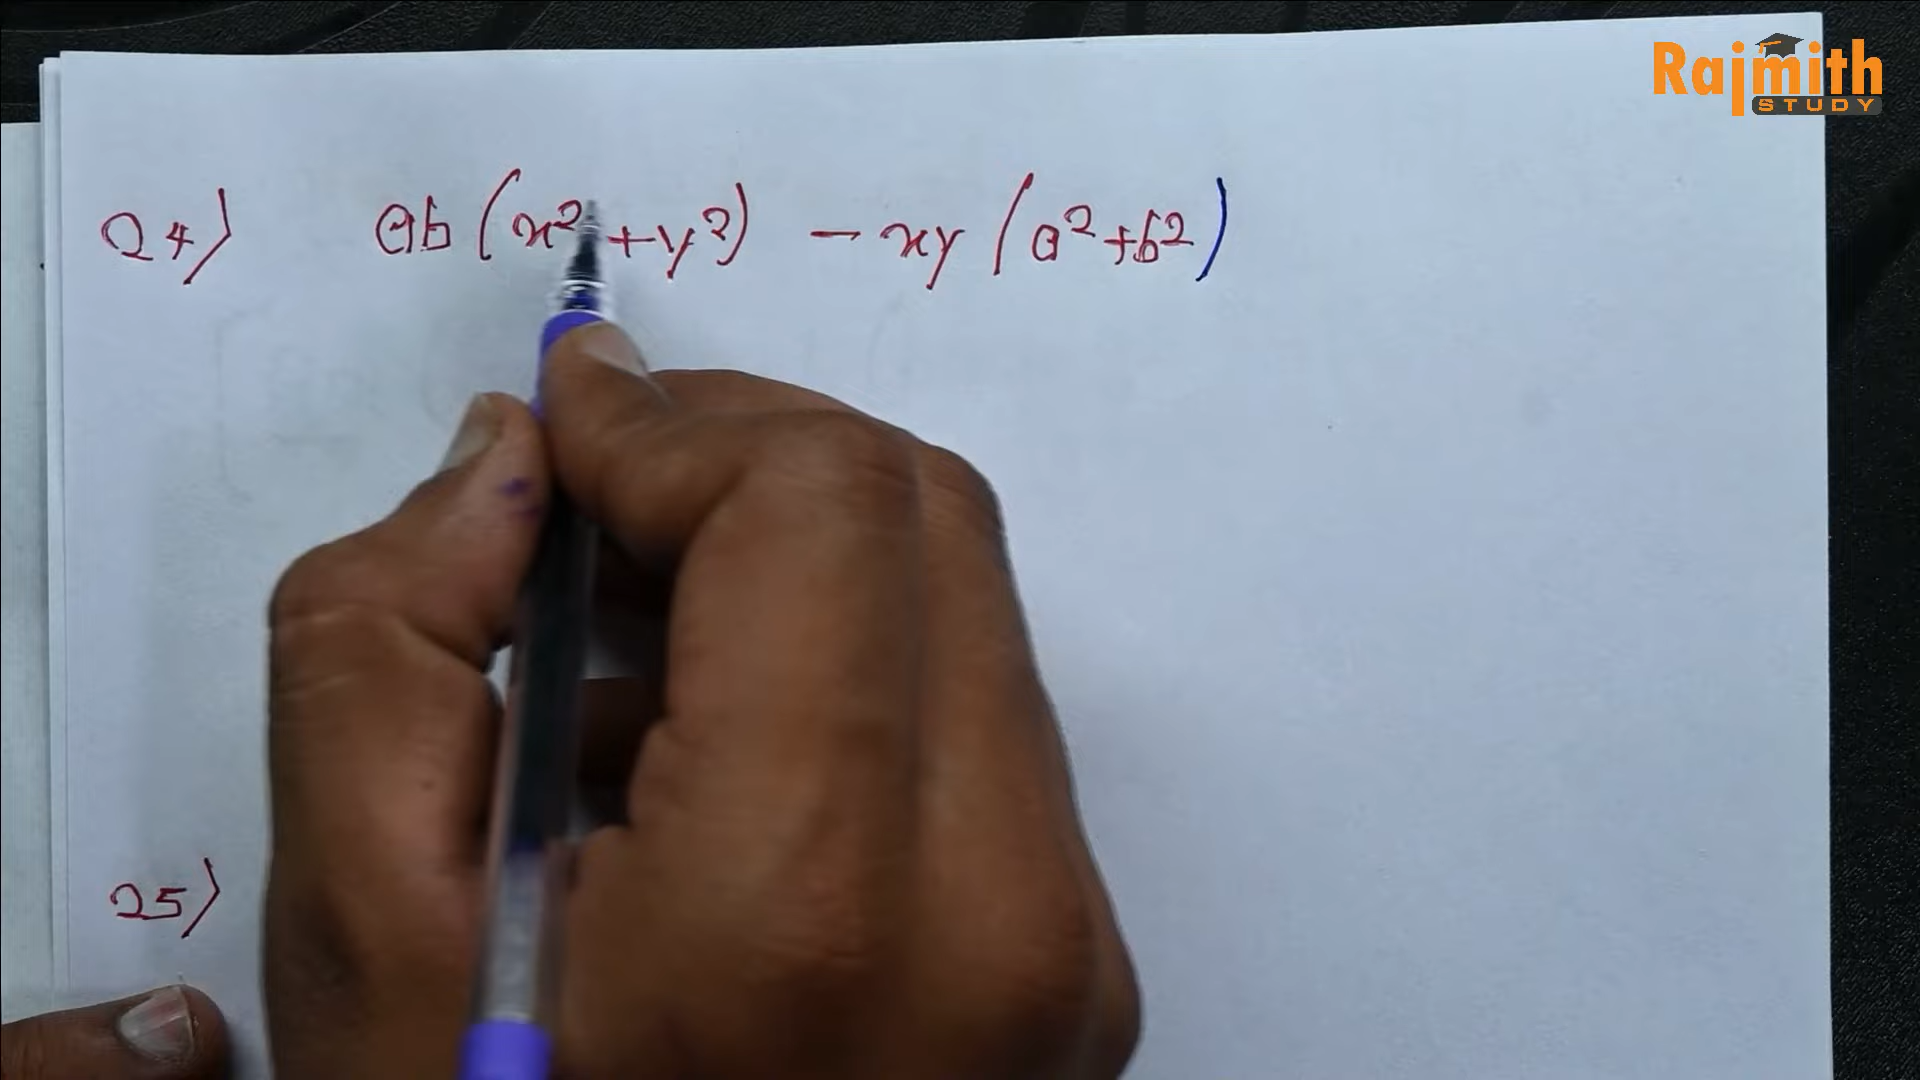 Rajmith
STUDY
24) ab(x²+y²) - xy(a²+b²)
25)